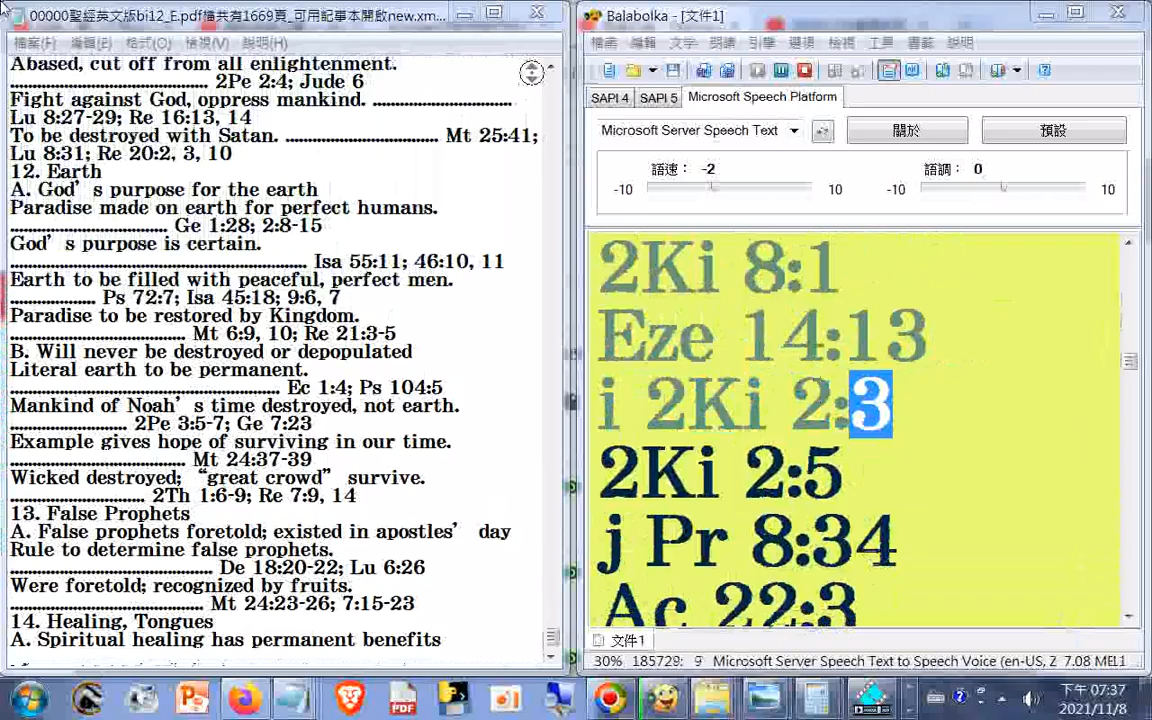 00000聖經英文版bi12_E.pdf檔共有1669頁_可用記事本開啟new.xm...
檔案(F) 編輯(E) 格式(O) 檢視(V) 說明(H)
Abased, cut off from all enlightenment.
2Pe 2:4; Jude 6
Fight against God, oppress mankind.
Lu 8:27-29; Re 16:13, 14
To be destroyed with Satan. Mt 25:41;
Lu 8:31; Re 20:2, 3, 10
12. Earth
A. God's purpose for the earth
Paradise made on earth for perfect humans.
Ge 1:28; 2:8-15
God's purpose is certain.
Isa 55:11; 46:10, 11
Earth to be filled with peaceful, perfect men.
Ps 72:7; Isa 45:18; 9:6, 7
Paradise to be restored by Kingdom.
Mt 6:9, 10; Re 21:3-5
B. Will never be destroyed or depopulated
Literal earth to be permanent.
Ec 1:4; Ps 104:5
Mankind of Noah's time destroyed, not earth.
2Pe 3:5-7; Ge 7:23
Example gives hope of surviving in our time.
Mt 24:37-39
Wicked destroyed; “great crowd” survive.
2Th 1:6-9; Re 7:9, 14
13. False Prophets
A. False prophets foretold; existed in apostles' day
Rule to determine false prophets.
De 18:20-22; Lu 6:26
Were foretold; recognized by fruits.
Mt 24:23-26; 7:15-23
14. Healing, Tongues
A. Spiritual healing has permanent benefits
Balabolka - [文件1]
檔案 編輯 文字 朗讀 引擎 選項 檢視 工具 書籤 說明
SAPI 4 SAPI 5 Microsoft Speech Platform
Microsoft Server Speech Text 關於 預設
語速: -2 語調: 0
-10 10 -10 10
2Ki 8:1
Eze 14:13
i 2Ki 2:3
2Ki 2:5
j Pr 8:34
Ac 22:3
文件1
30% 185729: 9 Microsoft Server Speech Text to Speech Voice (en-US, Z 7.08 МБ
PDF
下午 07:37
2021/11/8